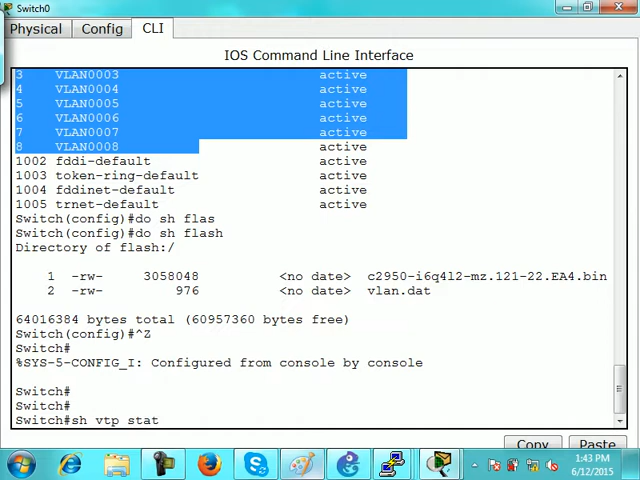 Switch0
Physical Config CLI
IOS Command Line Interface
3 VLAN0003 active
4 VLAN0004 active
5 VLAN0005 active
6 VLAN0006 active
7 VLAN0007 active
8 VLAN0008 active
1002 fddi-default active
1003 token-ring-default active
1004 fddinet-default active
1005 trnet-default active
Switch(config)#do sh flas
Switch(config)#do sh flash
Directory of flash:/
1 -rw- 3058048 <no date> c2950-i6q4l2-mz.121-22.EA4.bin
2 -rw- 976 <no date> vlan.dat
64016384 bytes total (60957360 bytes free)
Switch(config)#^Z
Switch#
%SYS-5-CONFIG_I: Configured from console by console
Switch#
Switch#
Switch#sh vtp stat
Copy Paste
1:43 PM
6/12/2015